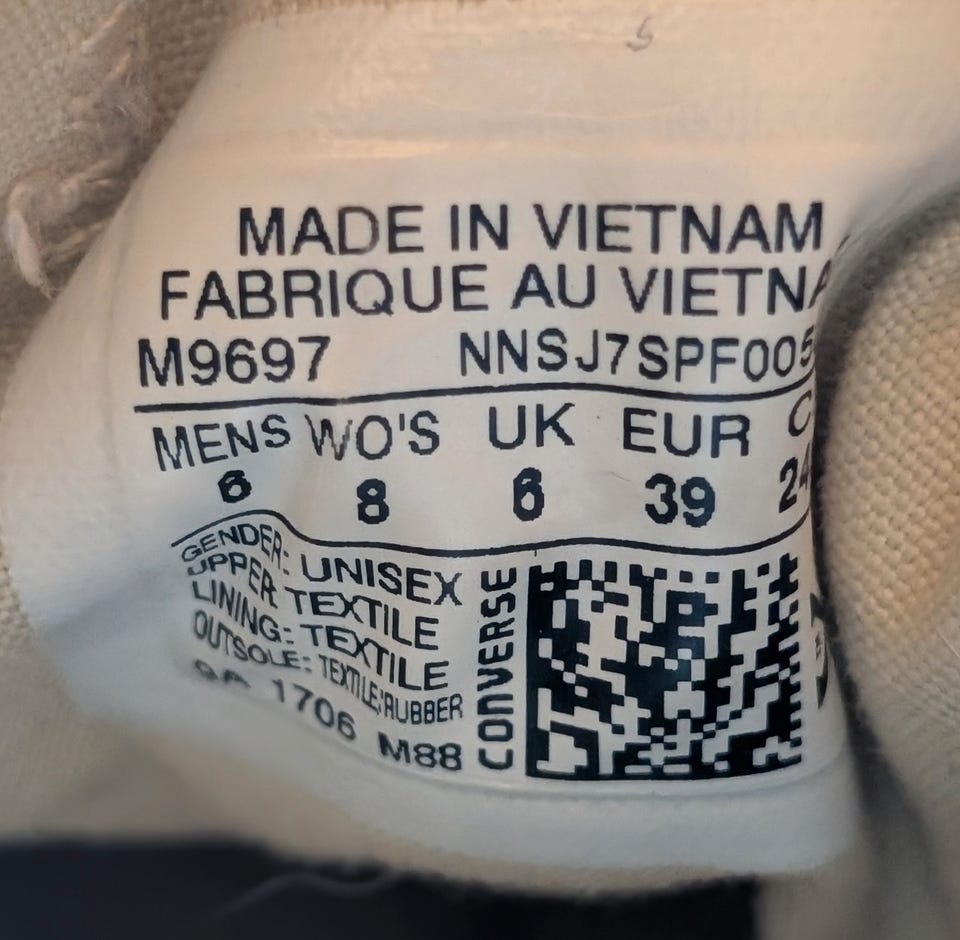 MADE IN VIETNAM
FABRIQUE AU VIETNA
M9697 NNSJ7SPF005
MENS WO'S UK EUR C
6 8 6 39 24
GENDER: UNISEX
UPPER: TEXTILE
LINING: TEXTILE
OUTSOLE: TEXTILE/RUBBER
1706 M88
CONVERSE